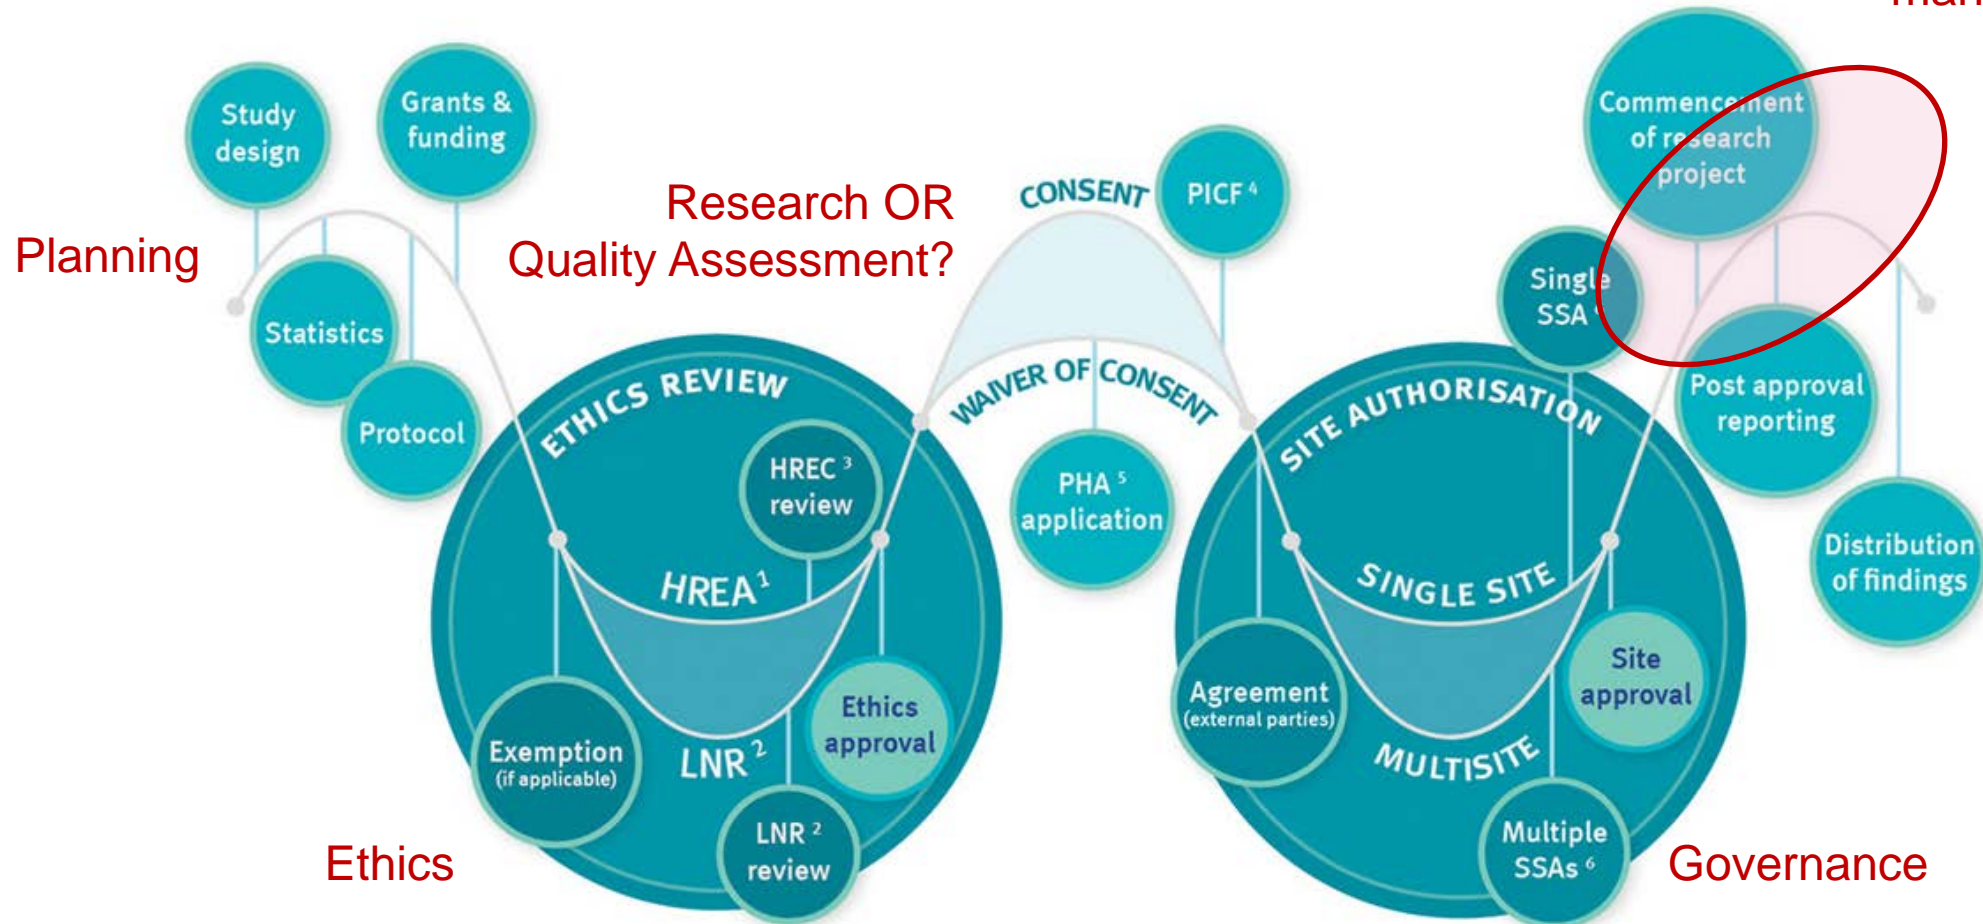 Study
design
Grants &
funding
Planning
Statistics
Protocol
Research OR
Quality Assessment?
ETHICS REVIEW
HREC 3
review
HREA1
LNR 2
Exemption
(if applicable)
Ethics
approval
LNR 2
review
Ethics
CONSENT
PICF 4
WAIVER OF CONSENT
PHA 5
application
SITE AUTHORISATION
Single
SSA
SINGLE SITE
MULTISITE
Agreement
(external parties)
Site
approval
Multiple
SSAs 6
Governance
Commencement
of research
project
Post approval
reporting
Distribution
of findings